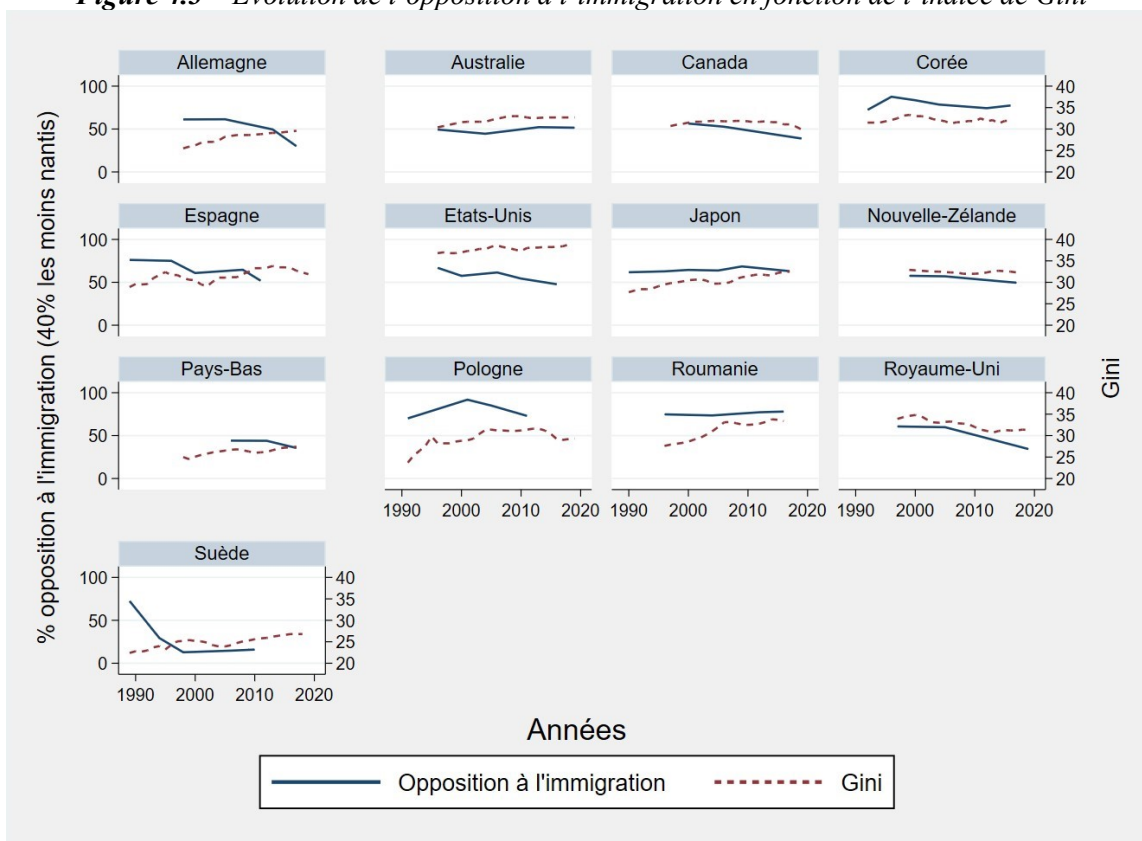 Figure Évolution de l'opposition à l'immigration en fonction de l'indice de Gini
Allemagne Australie Canada Corée
100 40
35
50 30
25
0 20
Espagne Etats-Unis Japon Nouvelle-Zélande
100 40
35
50 30
25
0 20
Pays-Bas Pologne Roumanie Royaume-Uni
100 40
35
50 30
25
0 20
1990 2000 2010 2020 1990 2000 2010 2020 1990 2000 2010 2020
Suède
100 40
35
50 30
25
0 20
1990 2000 2010 2020
% opposition à l'immigration (40% les moins nantis)
Gini
Années
Opposition à l'immigration Gini